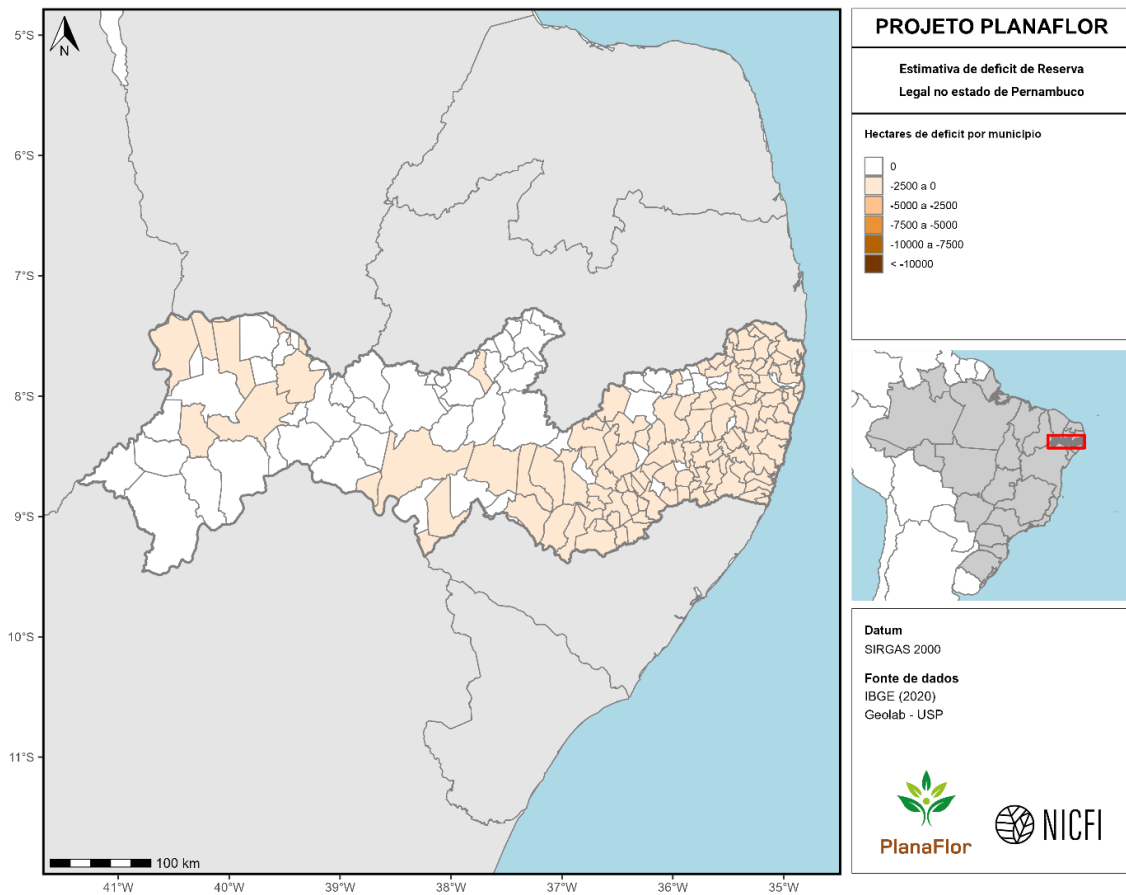 PROJETO PLANAFLOR
Estimativa de deficit de Reserva
Legal no estado de Pernambuco
Hectares de deficit por município
0
-2500 a 0
-5000 a -2500
-7500 a -5000
-10000 a -7500
< -10000
N
5°S
6°S
7°S
8°S
9°S
10°S
11°S
100 km
41°W
40°W
39°W
38°W
37°W
36°W
35°W
Datum
SIRGAS 2000
Fonte de dados
IBGE (2020)
Geolab - USP
PlanaFlor
NICFI